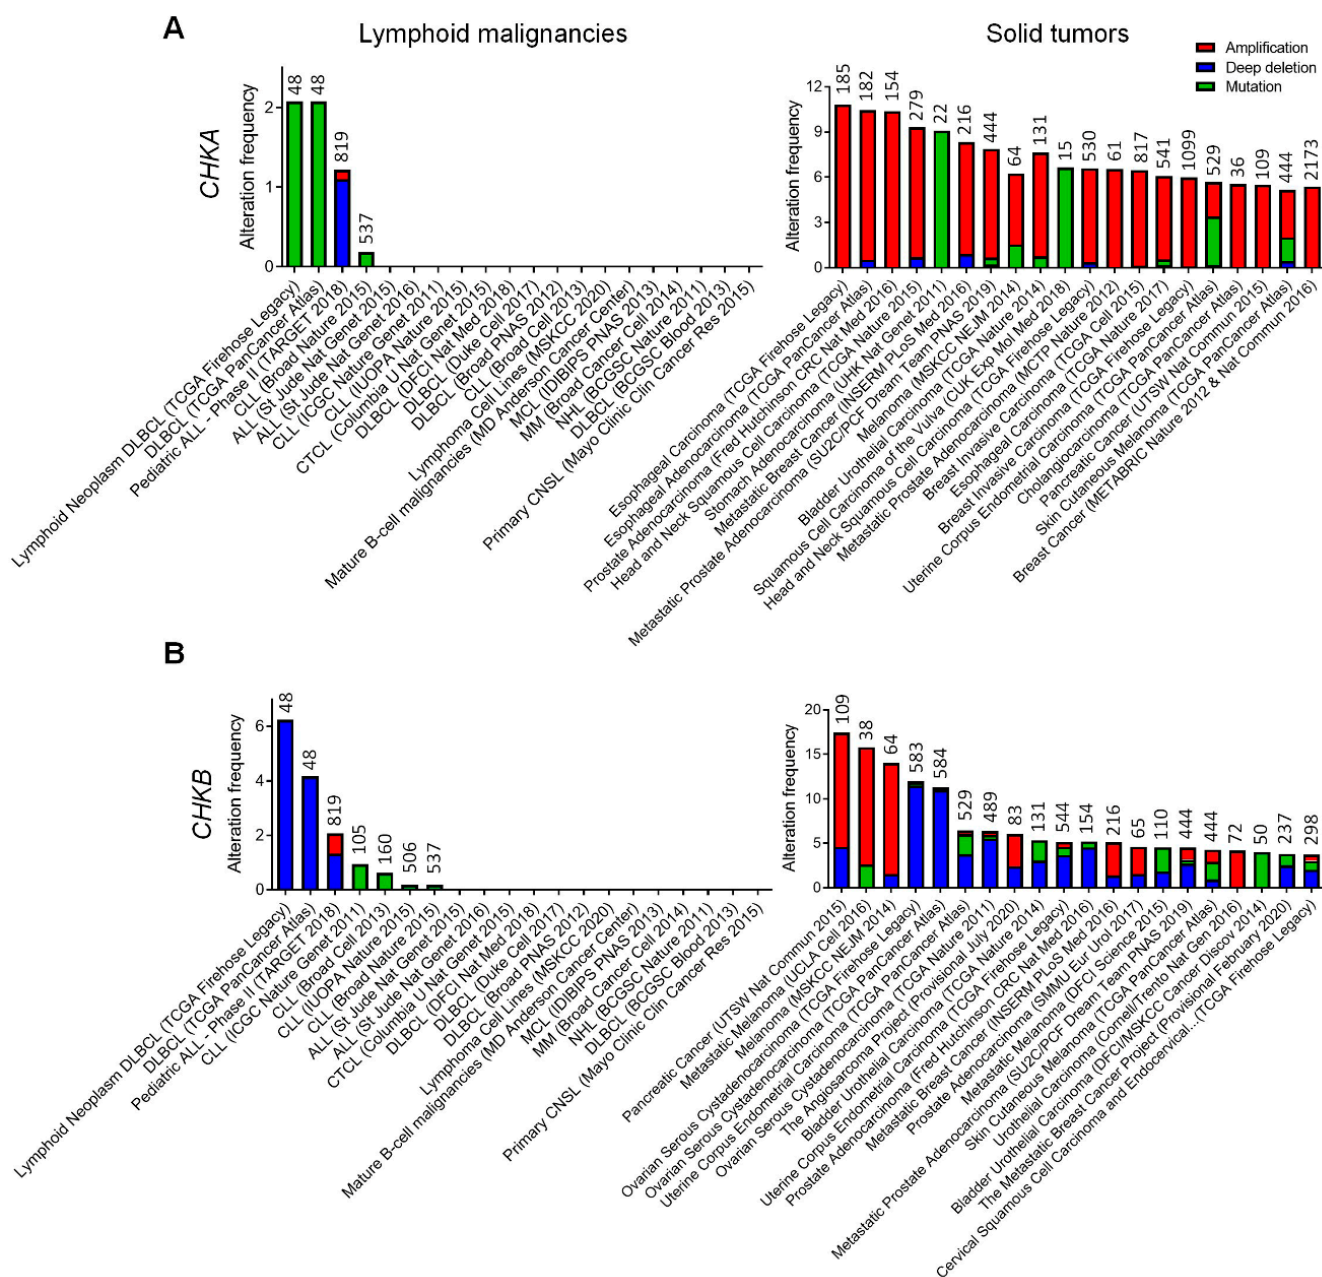 A
Lymphoid malignancies
Solid tumors
Amplification
Deep deletion
Mutation
CHKA
Alteration frequency
2
1
0
48
48
819
537
Lymphoid Neoplasm DLBCL (TCGA Firehose Legacy)
DLBCL (TCGA PanCancer Atlas)
Pediatric ALL - Phase II (TARGET 2018)
CLL (Broad Nature 2015)
ALL (St Jude Nat Genet 2015)
ALL (St Jude Nat Genet 2016)
CLL (ICGC Nature Genet 2011)
CLL (IUOPA Nature 2015)
CTCL (Columbia U Nat Genet 2015)
DLBCL (DFCI Nat Med 2018)
DLBCL (Duke Cell 2017)
DLBCL (Broad PNAS 2012)
CLL (Broad Cell 2013)
Lymphoma Cell Lines (MSKCC 2020)
Mature B-cell malignancies (MD Anderson Cancer Center)
MCL (IDIBIPS PNAS 2013)
MM (Broad Cancer Cell 2014)
NHL (BCGSC Nature 2011)
DLBCL (BCGSC Blood 2013)
Primary CNSL (Mayo Clinic Clin Cancer Res 2015)
Alteration frequency
12
9
6
3
0
185
182
154
279
22
216
444
64
131
15
530
61
817
541
1099
529
36
109
444
2173
Esophageal Carcinoma (TCGA Firehose Legacy)
Esophageal Adenocarcinoma (TCGA PanCancer Atlas)
Prostate Adenocarcinoma (Fred Hutchinson CRC Nat Med 2016)
Head and Neck Squamous Cell Carcinoma (TCGA Nature 2015)
Stomach Adenocarcinoma (UHK Nat Genet 2011)
Metastatic Breast Cancer (INSERM PLoS Med 2016)
Metastatic Prostate Adenocarcinoma (SU2C/PCF Dream Team PNAS 2019)
Melanoma (MSKCC NEJM 2014)
Bladder Urothelial Carcinoma (TCGA Nature 2014)
Squamous Cell Carcinoma of the Vulva (CUK Exp Mol Med 2018)
Head and Neck Squamous Cell Carcinoma (TCGA Firehose Legacy)
Metastatic Prostate Adenocarcinoma (MCTP Nature 2012)
Breast Invasive Carcinoma (TCGA Cell 2015)
Esophageal Carcinoma (TCGA Nature 2017)
Breast Invasive Carcinoma (TCGA Firehose Legacy)
Uterine Corpus Endometrial Carcinoma (TCGA PanCancer Atlas)
Cholangiocarcinoma (TCGA PanCancer Atlas)
Pancreatic Cancer (UTSW Nat Commun 2015)
Skin Cutaneous Melanoma (TCGA PanCancer Atlas)
Breast Cancer (METABRIC Nature 2012 & Nat Commun 2016)
B
CHKB
Alteration frequency
6
4
2
0
48
48
819
105
160
506
537
Lymphoid Neoplasm DLBCL (TCGA Firehose Legacy)
DLBCL (TCGA PanCancer Atlas)
Pediatric ALL - Phase II (TARGET 2018)
CLL (ICGC Nature Genet 2011)
CLL (Broad Cell 2013)
CLL (IUOPA Nature 2015)
CLL (Broad Nature 2015)
ALL (St Jude Nat Genet 2015)
ALL (St Jude Nat Genet 2016)
CTCL (Columbia U Nat Genet 2015)
DLBCL (DFCI Nat Med 2018)
DLBCL (Duke Cell 2017)
DLBCL (Broad PNAS 2012)
Lymphoma Cell Lines (MSKCC 2020)
Mature B-cell malignancies (MD Anderson Cancer Center)
MCL (IDIBIPS PNAS 2013)
MM (Broad Cancer Cell 2014)
NHL (BCGSC Nature 2011)
DLBCL (BCGSC Blood 2013)
Primary CNSL (Mayo Clinic Clin Cancer Res 2015)
Alteration frequency
20
15
10
5
0
109
38
64
583
584
529
489
83
131
544
154
216
65
110
444
444
72
50
237
298
Pancreatic Cancer (UTSW Nat Commun 2015)
Metastatic Melanoma (UCLA Cell 2016)
Melanoma (MSKCC NEJM 2014)
Ovarian Serous Cystadenocarcinoma (TCGA Firehose Legacy)
Ovarian Serous Cystadenocarcinoma (TCGA PanCancer Atlas)
Uterine Corpus Endometrial Carcinoma (TCGA PanCancer Atlas)
Ovarian Serous Cystadenocarcinoma (TCGA Nature 2011)
The Angiosarcoma Project (Provisional July 2020)
Bladder Urothelial Carcinoma (TCGA Nature 2014)
Uterine Corpus Endometrial Carcinoma (TCGA Firehose Legacy)
Prostate Adenocarcinoma (Fred Hutchinson CRC Nat Med 2016)
Metastatic Breast Cancer (INSERM PLoS Med 2016)
Prostate Adenocarcinoma (SMMU Eur Urol 2017)
Metastatic Melanoma (DFCI Science 2015)
Metastatic Prostate Adenocarcinoma (SU2C/PCF Dream Team PNAS 2019)
Skin Cutaneous Melanoma (TCGA PanCancer Atlas)
Urothelial Carcinoma (Cornell/Trento Nat Gen 2016)
Bladder Urothelial Carcinoma (DFCI/MSKCC Cancer Discov 2014)
The Metastatic Breast Cancer Project (Provisional February 2020)
Cervical Squamous Cell Carcinoma and Endocervical...(TCGA Firehose Legacy)